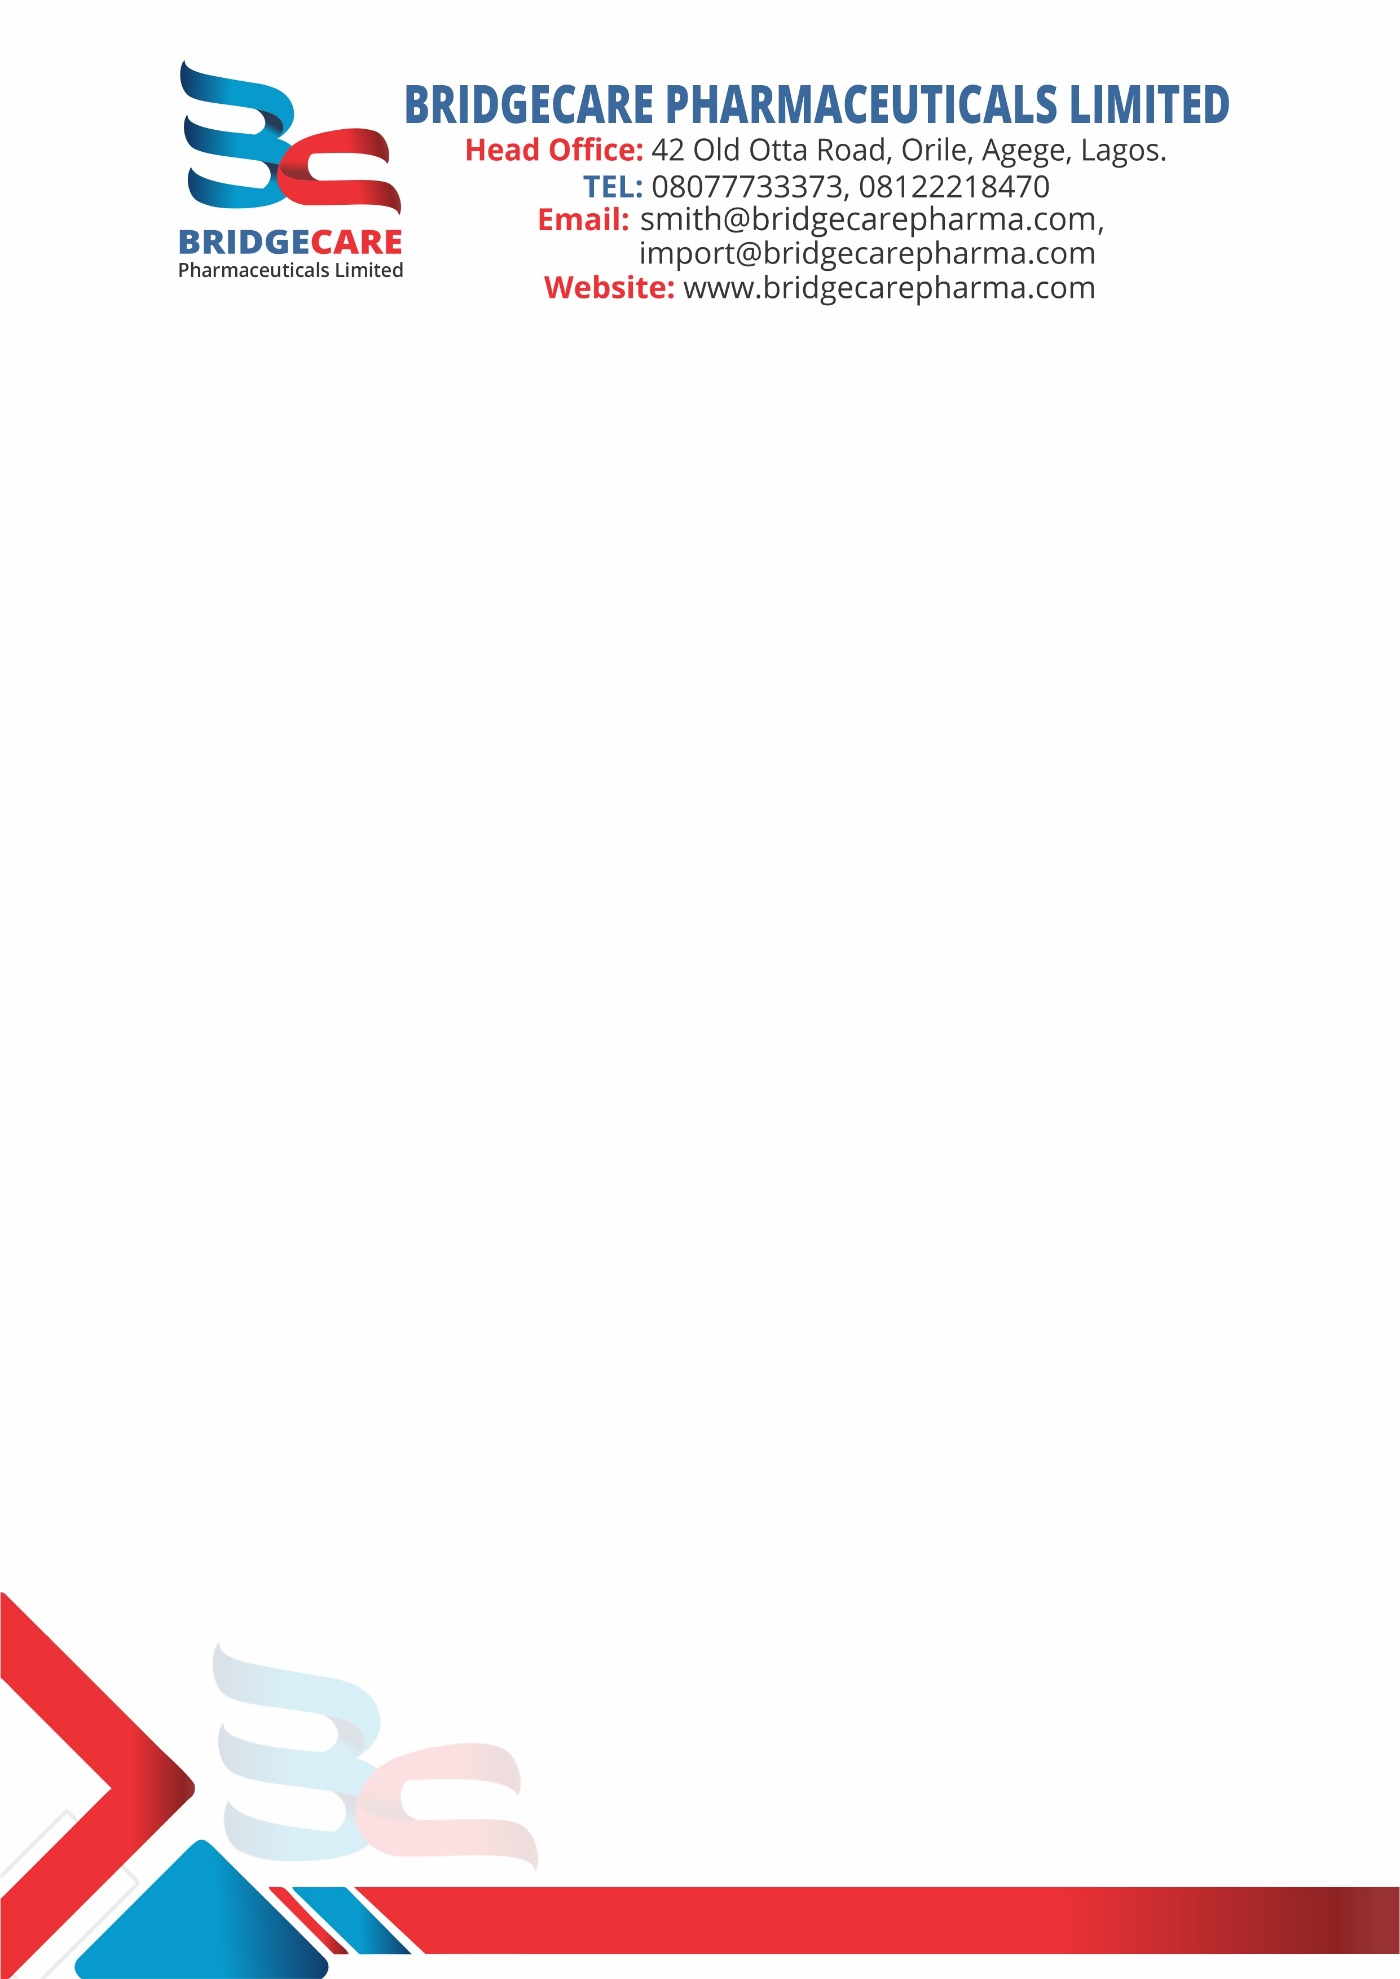 BRIDGECARE PHARMACEUTICALS LIMITED
Head Office: 42 Old Otta Road, Orile, Agege, Lagos.
TEL: 08077733373, 08122218470
Email: smith@bridgecarepharma.com,
import@bridgecarepharma.com
Website: www.bridgecarepharma.com
BRIDGECARE
Pharmaceuticals Limited